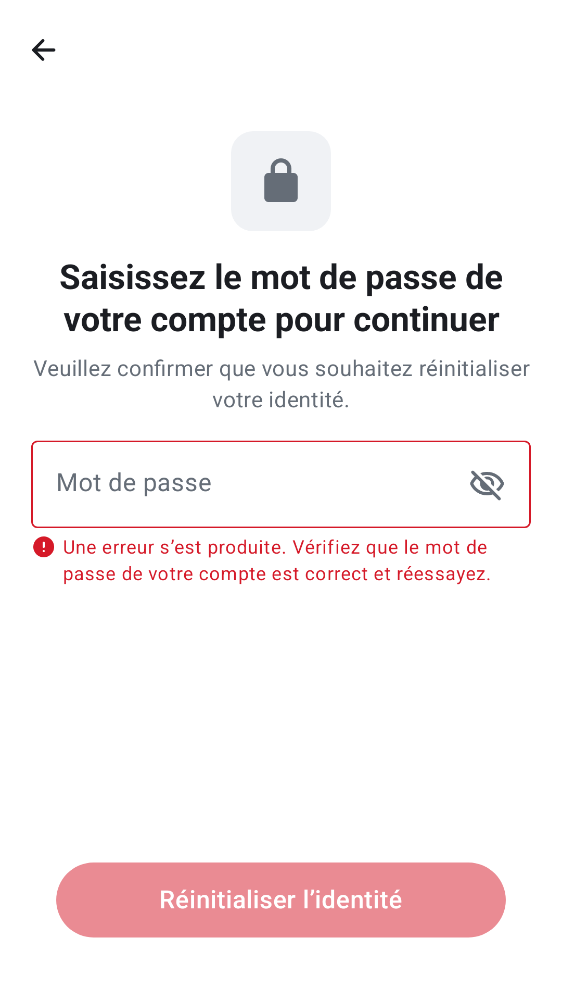 Saisissez le mot de passe de
votre compte pour continuer
Veuillez confirmer que vous souhaitez réinitialiser
votre identité.
Mot de passe
Une erreur s’est produite. Vérifiez que le mot de
passe de votre compte est correct et réessayez.
Réinitialiser l’identité